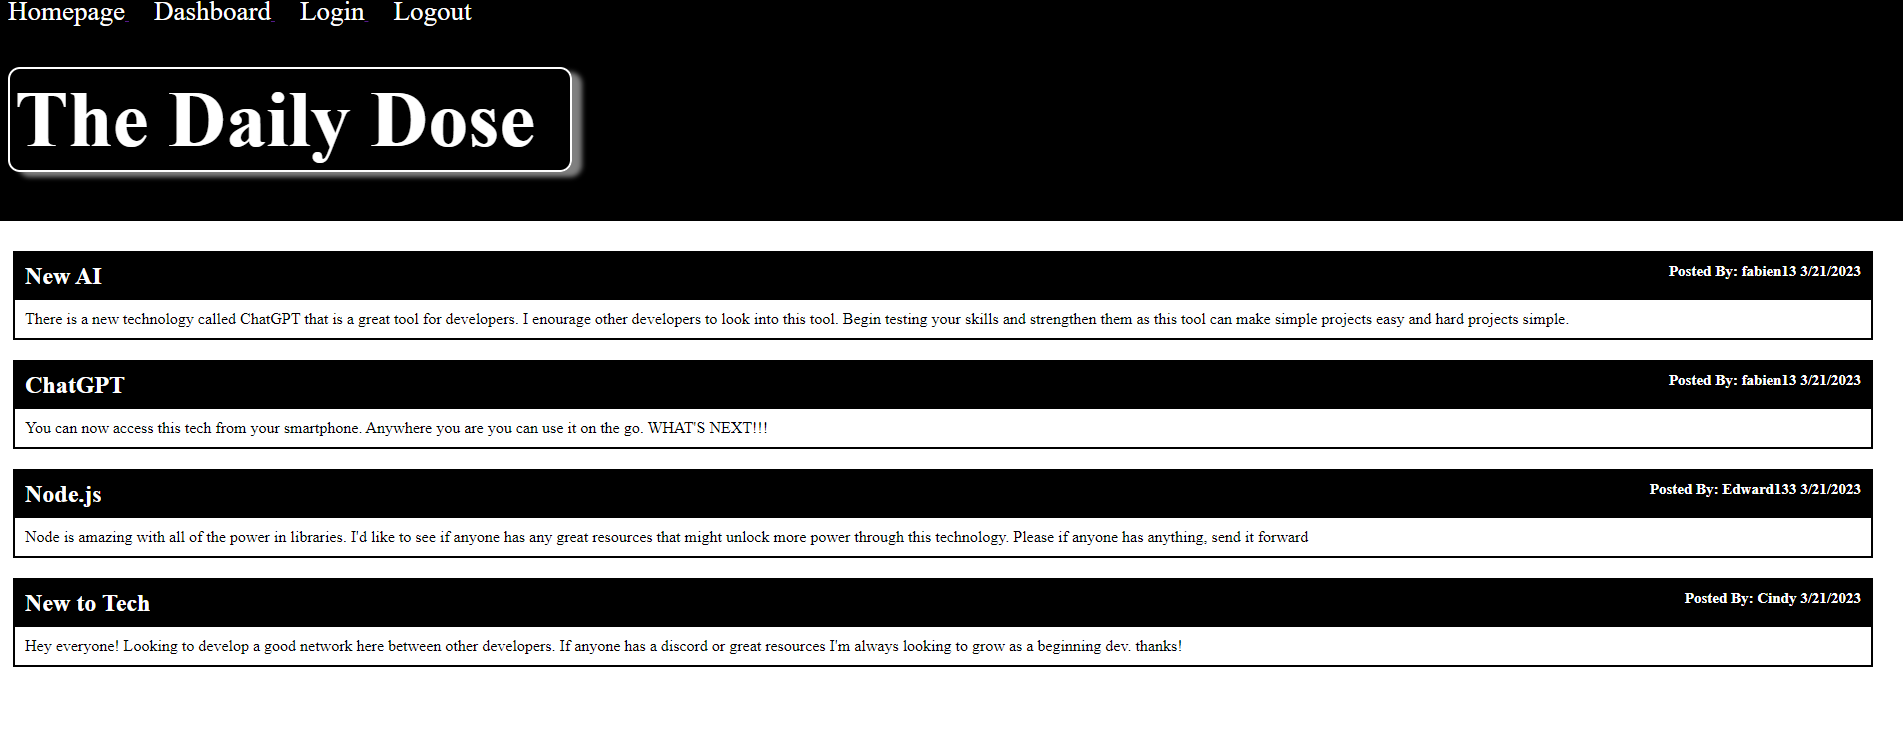 Homepage Dashboard Login Logout
The Daily Dose
New AI Posted By: fabien13 3/21/2023
There is a new technology called ChatGPT that is a great tool for developers. I enourage other developers to look into this tool. Begin testing your skills and strengthen them as this tool can make simple projects easy and hard projects simple.
ChatGPT Posted By: fabien13 3/21/2023
You can now access this tech from your smartphone. Anywhere you are you can use it on the go. WHAT'S NEXT!!!
Node.js Posted By: Edward133 3/21/2023
Node is amazing with all of the power in libraries. I'd like to see if anyone has any great resources that might unlock more power through this technology. Please if anyone has anything, send it forward
New to Tech Posted By: Cindy 3/21/2023
Hey everyone! Looking to develop a good network here between other developers. If anyone has a discord or great resources I'm always looking to grow as a beginning dev. thanks!